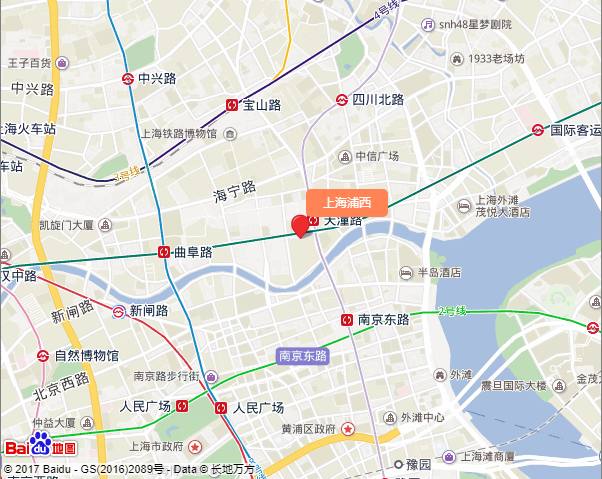 4号线
snh48星梦剧院
王子百货
1933老场坊
中兴路
中兴路
宝山路
四川北路
上海火车站
上海铁路博物馆
国际客运
车站
中信广场
3号线
海宁路
上海浦西
上海外滩
茂悦大酒店
凯旋门大厦
天潼路
曲阜路
汉中路
半岛酒店
新闸路
新闸路
2号线
南京东路
自然博物馆
南京东路
北京西路
南京路步行街
外滩
震旦国际大楼
金茂
人民广场
人民广场
仲益大厦
外滩中心
黄浦区政府
Bai du 地图
上海市政府
豫园
上海滩商厦
© 2017 Baidu - GS(2016)2089号 - Data © 长地万方